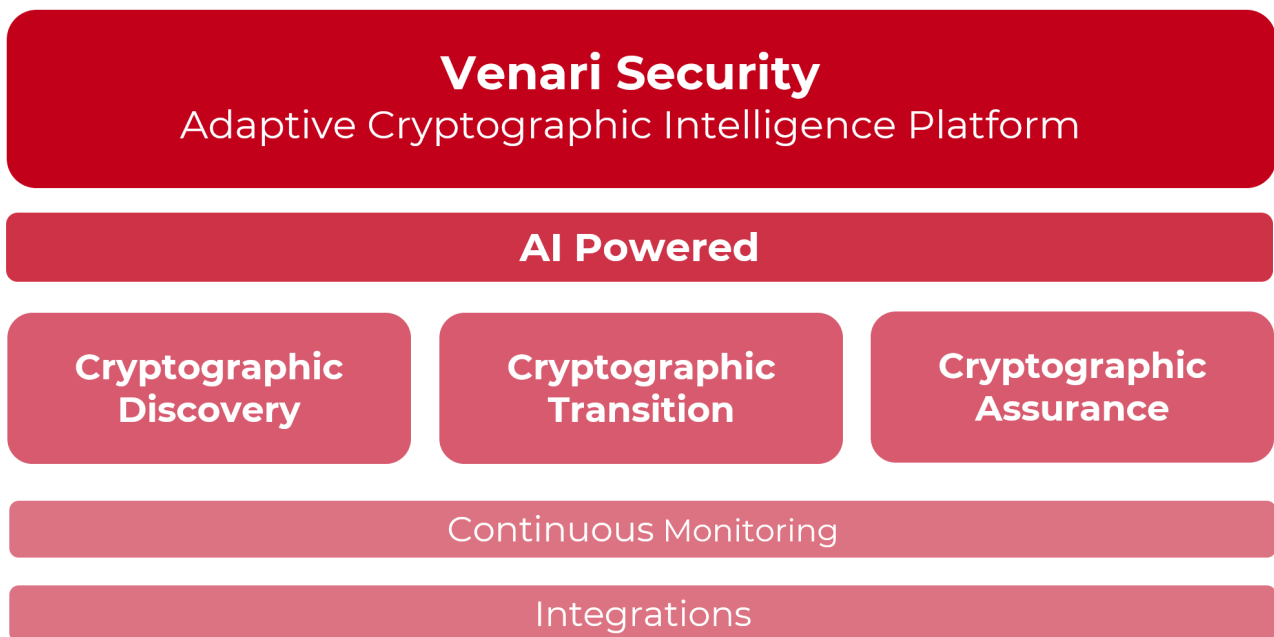 Venari Security
Adaptive Cryptographic Intelligence Platform
AI Powered
Cryptographic
Discovery
Cryptographic
Transition
Cryptographic
Assurance
Continuous Monitoring
Integrations